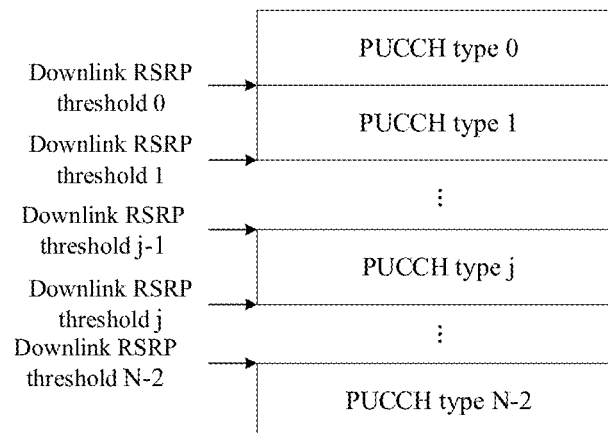 PUCCH type 0
Downlink RSRP
threshold 0
PUCCH type 1
Downlink RSRP
threshold 1
⋮
Downlink RSRP
threshold j-1
PUCCH type j
Downlink RSRP
threshold j
⋮
Downlink RSRP
threshold N-2
PUCCH type N-2